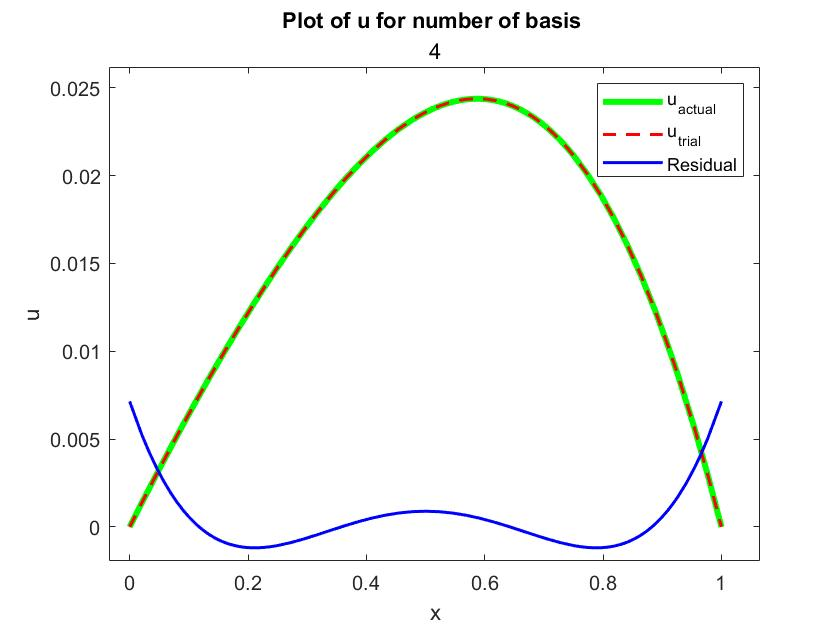 Plot of u for number of basis
4
0.025
0.02
0.015
0.01
0.005
0
u
u_actual
u_trial
Residual
0 0.2 0.4 0.6 0.8 1
x